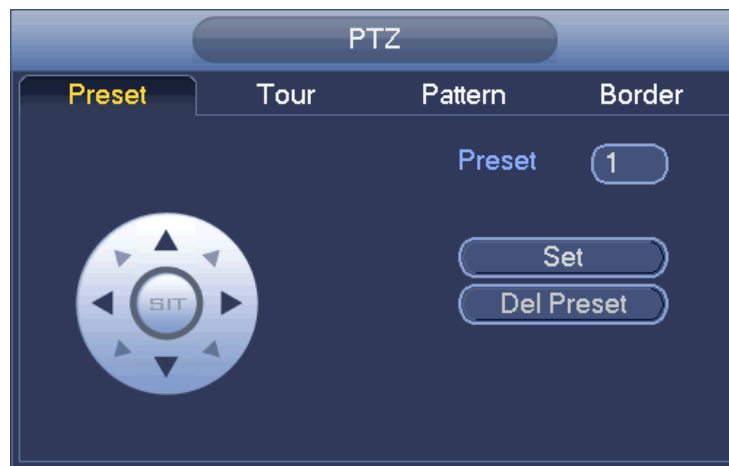 PTZ
Preset Tour Pattern Border
Preset 1
Set
SIT
Del Preset